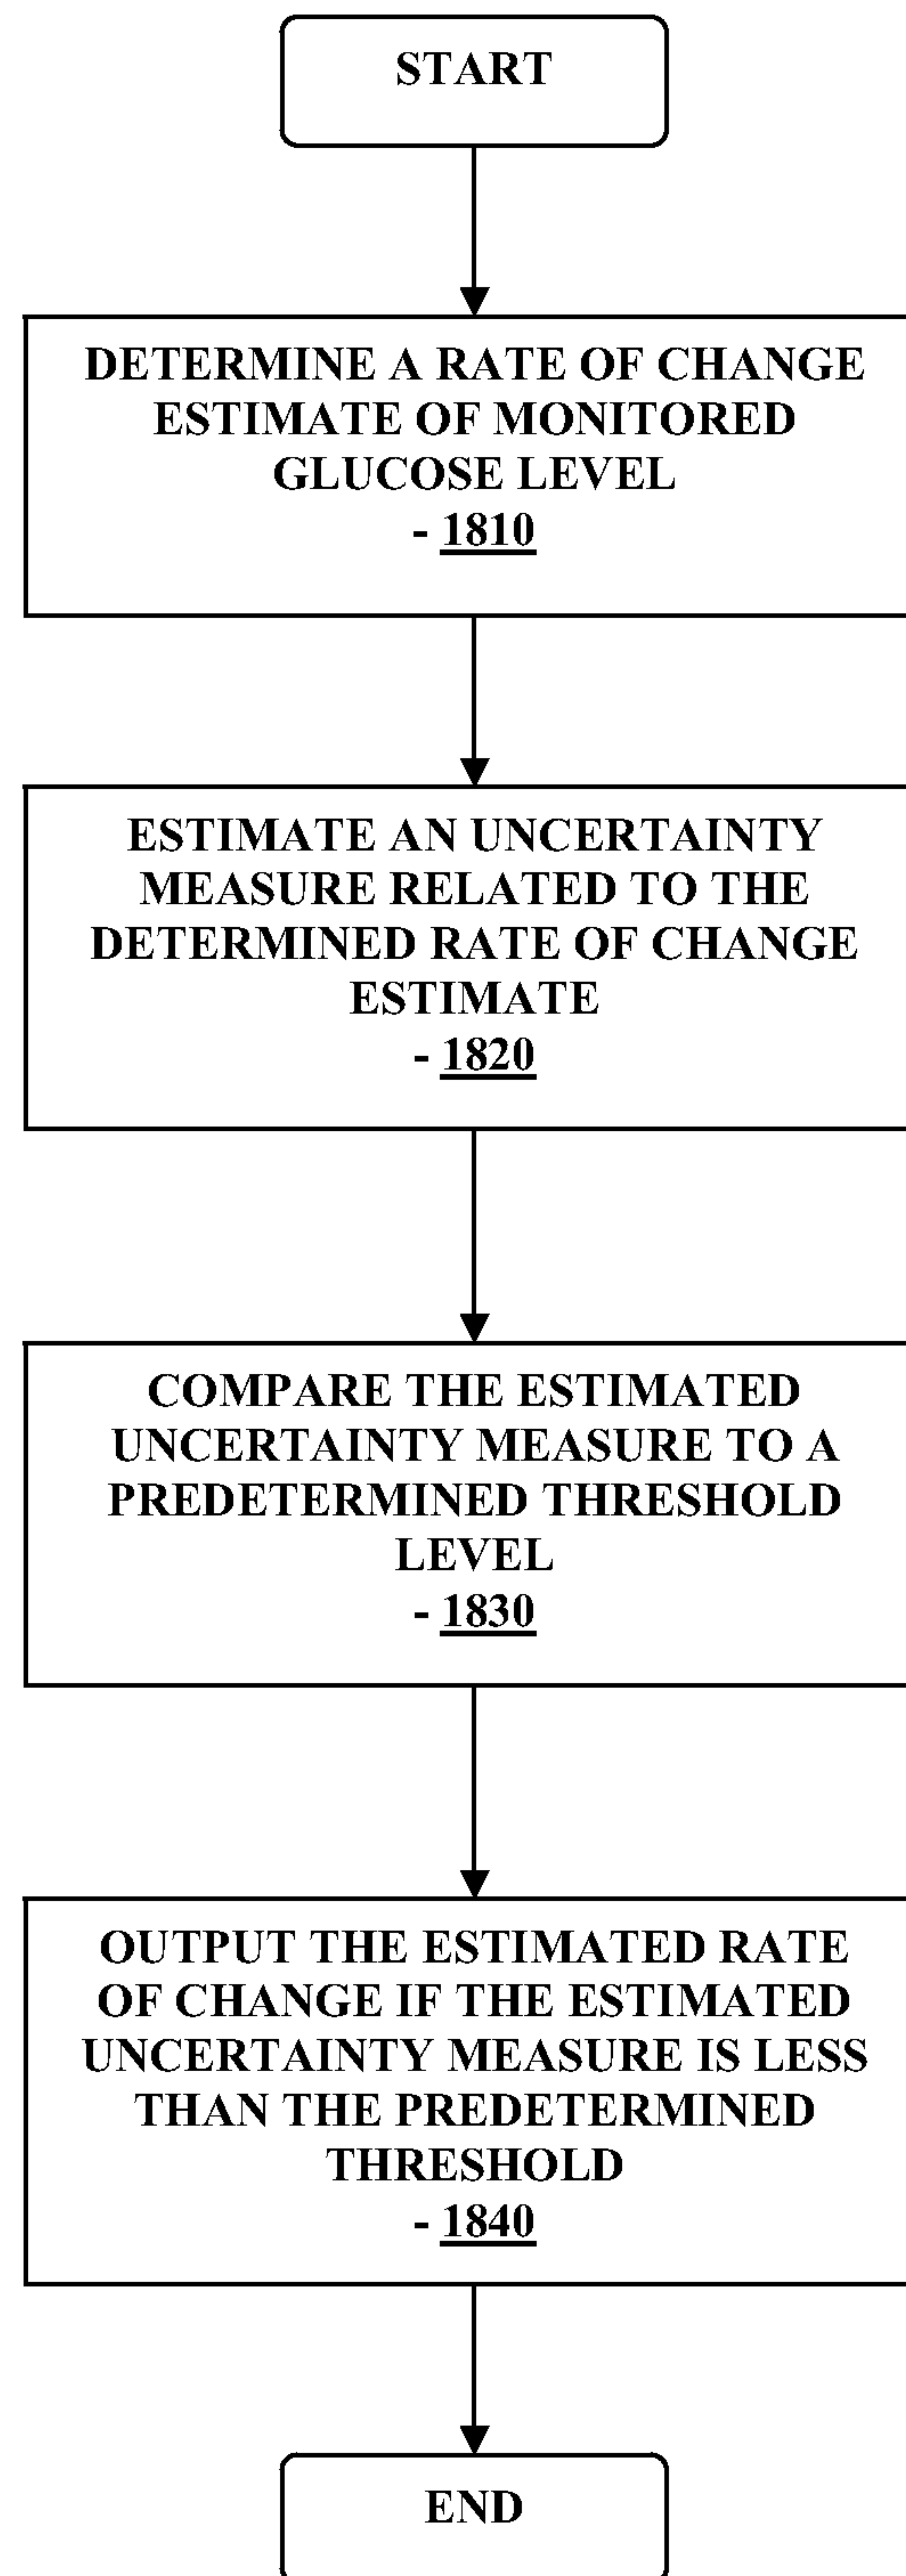 START
DETERMINE A RATE OF CHANGE
ESTIMATE OF MONITORED
GLUCOSE LEVEL
- 1810
ESTIMATE AN UNCERTAINTY
MEASURE RELATED TO THE
DETERMINED RATE OF CHANGE
ESTIMATE
- 1820
COMPARE THE ESTIMATED
UNCERTAINTY MEASURE TO A
PREDETERMINED THRESHOLD
LEVEL
- 1830
OUTPUT THE ESTIMATED RATE
OF CHANGE IF THE ESTIMATED
UNCERTAINTY MEASURE IS LESS
THAN THE PREDETERMINED
THRESHOLD
- 1840
END